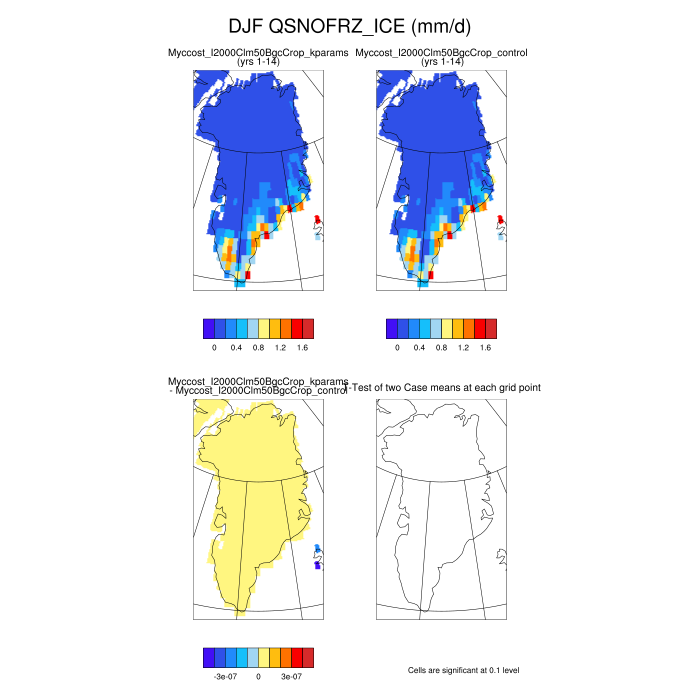 DJF QSNOFRZ_ICE (mm/d)
Myccost_I2000Clm50BgcCrop_kparams
(yrs 1-14)
Myccost_I2000Clm50BgcCrop_control
(yrs 1-14)
0 0.4 0.8 1.2 1.6
0 0.4 0.8 1.2 1.6
Myccost_I2000Clm50BgcCrop_kparams
- Myccost_I2000Clm50BgcCrop_control
T-Test of two Case means at each grid point
-3e-07 0 3e-07
Cells are significant at 0.1 level